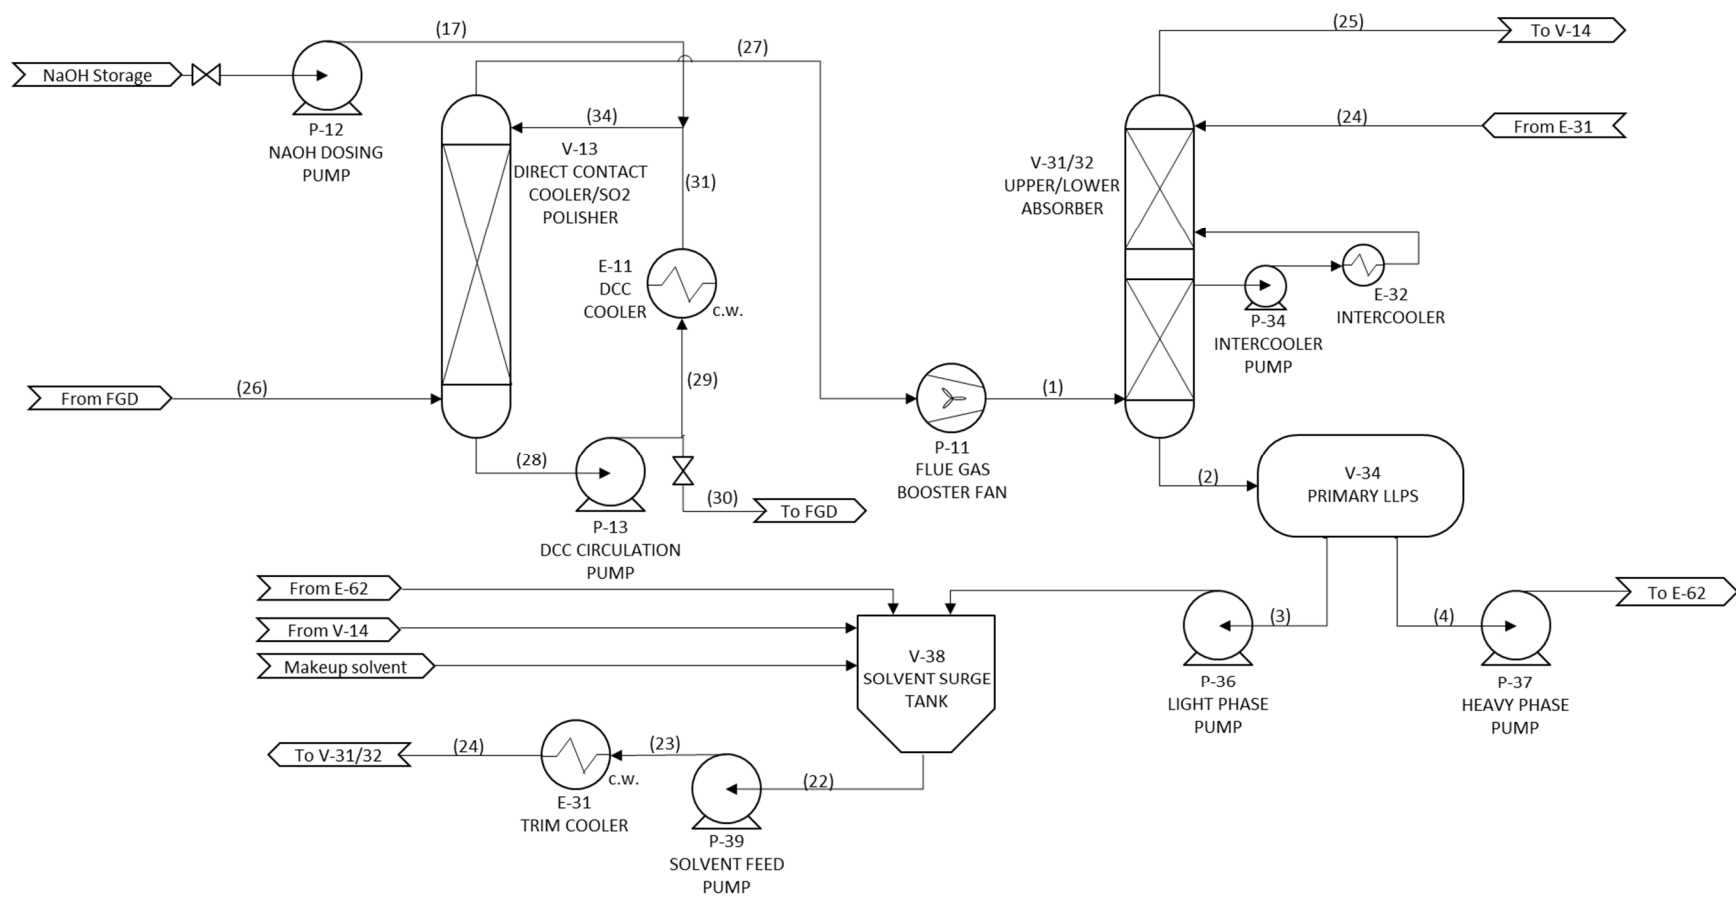 (17)
(27)
(25)
To V-14
NaOH Storage
P-12
NAOH DOSING
PUMP
(34)
(24)
From E-31
V-13
DIRECT CONTACT
COOLER/SO2
POLISHER
(31)
V-31/32
UPPER/LOWER
ABSORBER
E-11
DCC
COOLER
c.w.
E-32
INTERCOOLER
P-34
INTERCOOLER
PUMP
From FGD
(26)
(29)
(1)
P-11
FLUE GAS
BOOSTER FAN
(28)
(30)
To FGD
P-13
DCC CIRCULATION
PUMP
(2)
V-34
PRIMARY LLPS
From E-62
From V-14
Makeup solvent
V-38
SOLVENT SURGE
TANK
(3)
(4)
To E-62
P-36
LIGHT PHASE
PUMP
P-37
HEAVY PHASE
PUMP
To V-31/32
(24)
(23)
(22)
c.w.
E-31
TRIM COOLER
P-39
SOLVENT FEED
PUMP